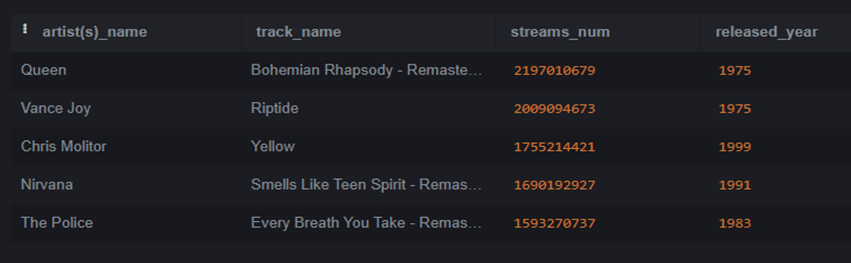 artist(s)_name track_name streams_num released_year
Queen Bohemian Rhapsody - Remaste... 2197010679 1975
Vance Joy Riptide 2009094673 1975
Chris Molitor Yellow 1755214421 1999
Nirvana Smells Like Teen Spirit - Remas... 1690192927 1991
The Police Every Breath You Take - Remas... 1593270737 1983